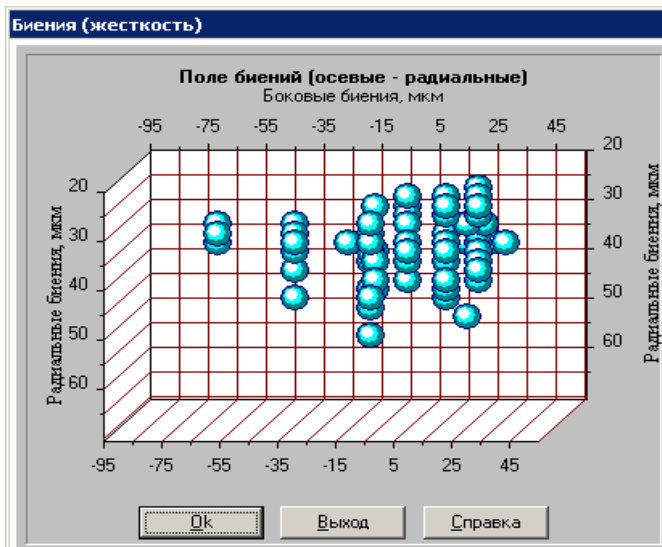 Биения (жесткость)
Поле биений (осевые - радиальные)
Боковые биения, мкм
-95 -75 -55 -35 -15 5 25 45
20 30 40 50 60
Радиальные биения, мкм
20 30 40 50 60
Радиальные биения, мкм
-95 -75 -55 -35 -15 5 25 45
Ok
Выход
Справка